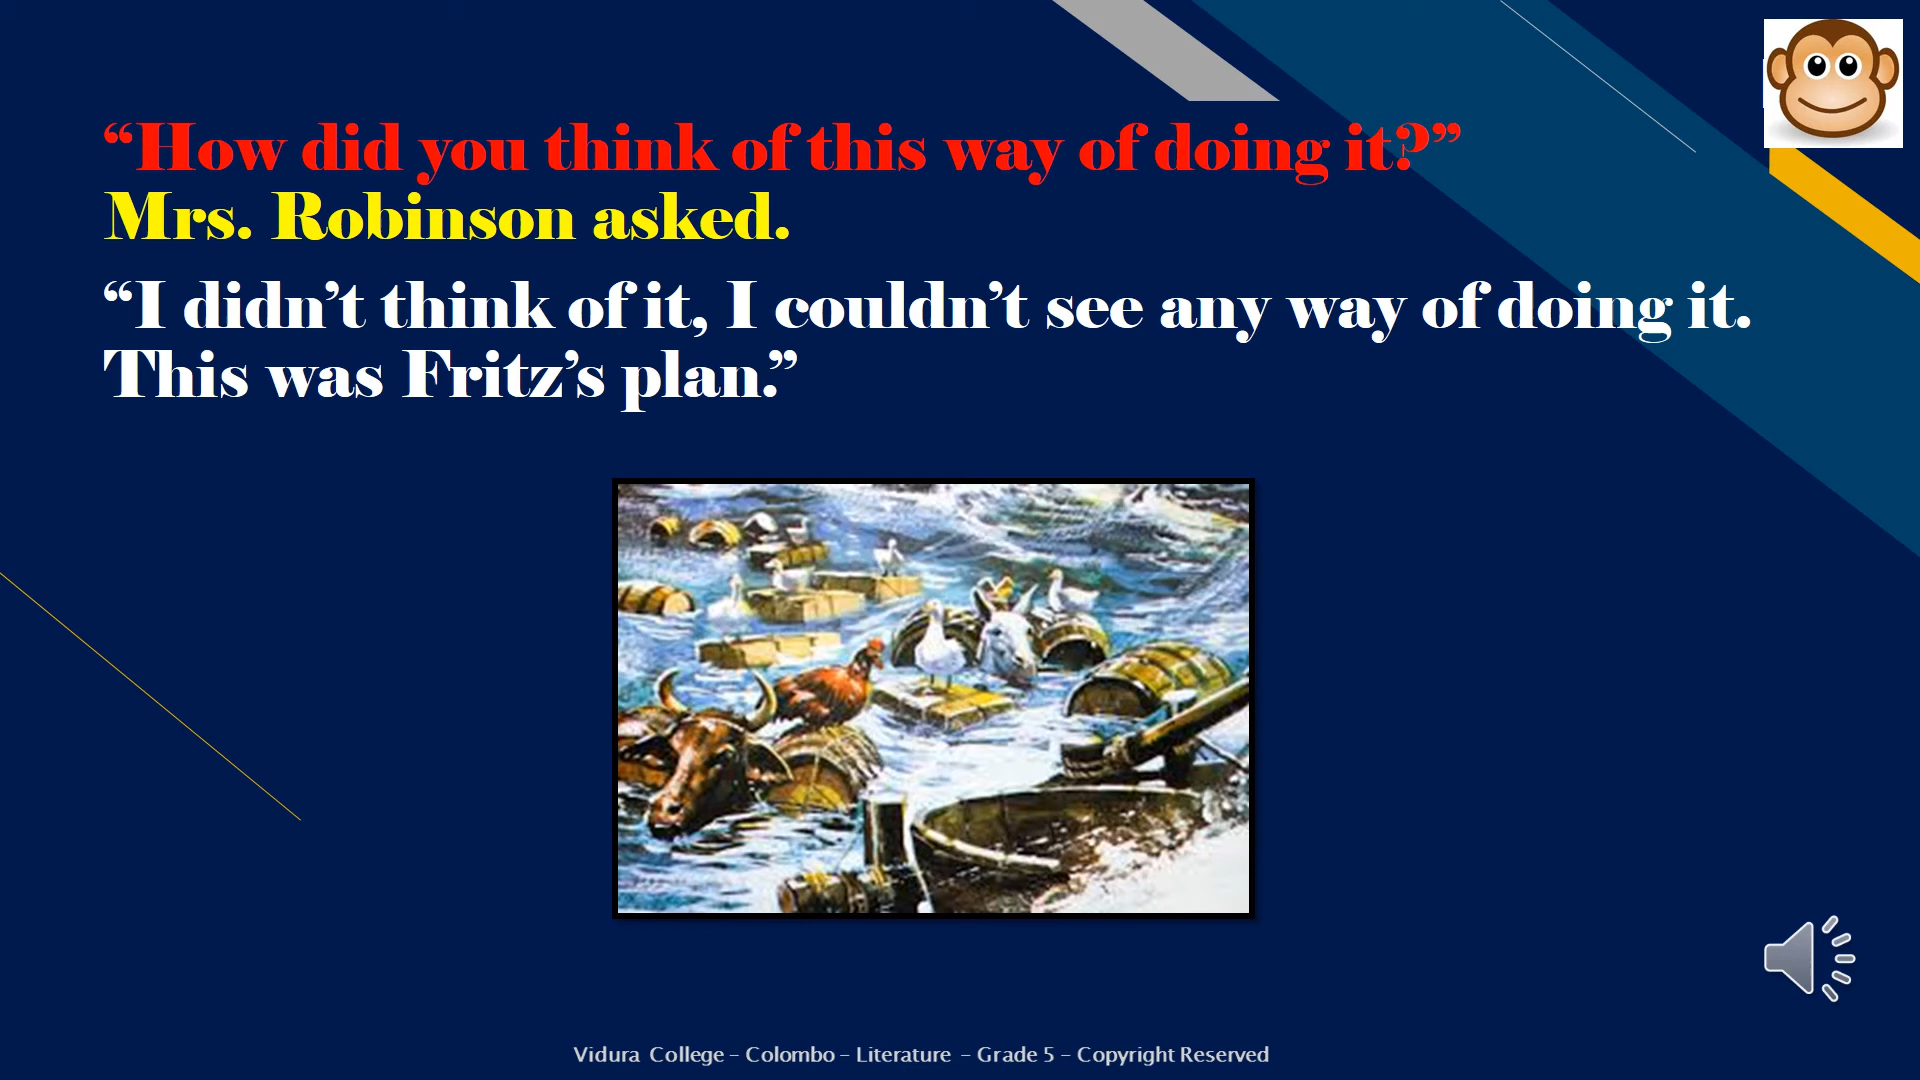 “How did you think of this way of doing it?”
Mrs. Robinson asked.
“I didn’t think of it, I couldn’t see any way of doing it.
This was Fritz’s plan.”
Vidura College – Colombo – Literature – Grade 5 – Copyright Reserved